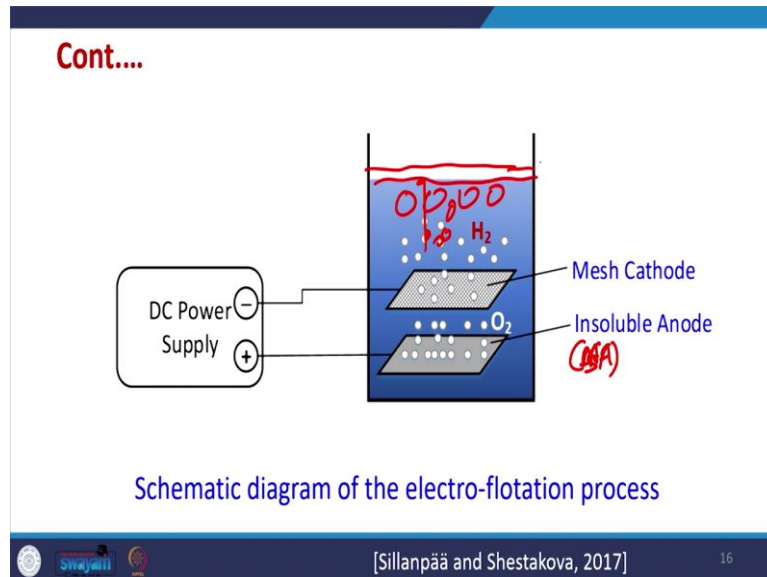 Cont....
H₂
Mesh Cathode
DC Power
Supply
−
+
O₂
Insoluble Anode
Schematic diagram of the electro-flotation process
swayam
[Sillanpää and Shestakova, 2017]
16